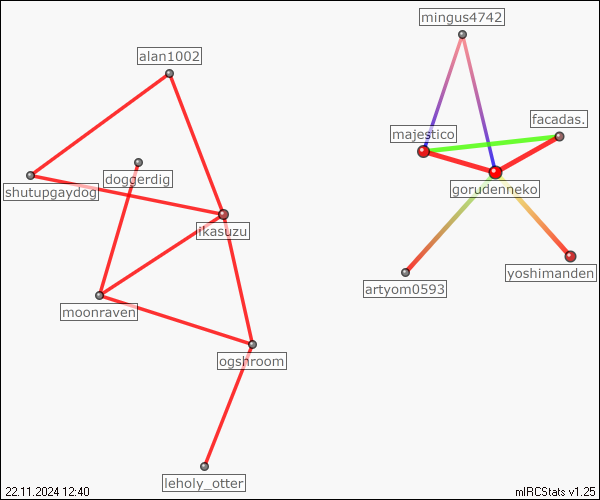 mingus4742
alan1002
facadas.
majestico
doggerdig
shutupgaydog
gorudenneko
ikasuzu
yoshimanden
artyom0593
moonraven
ogshroom
leholy_otter
22.11.2024 12:40
mIRCStats v1.25